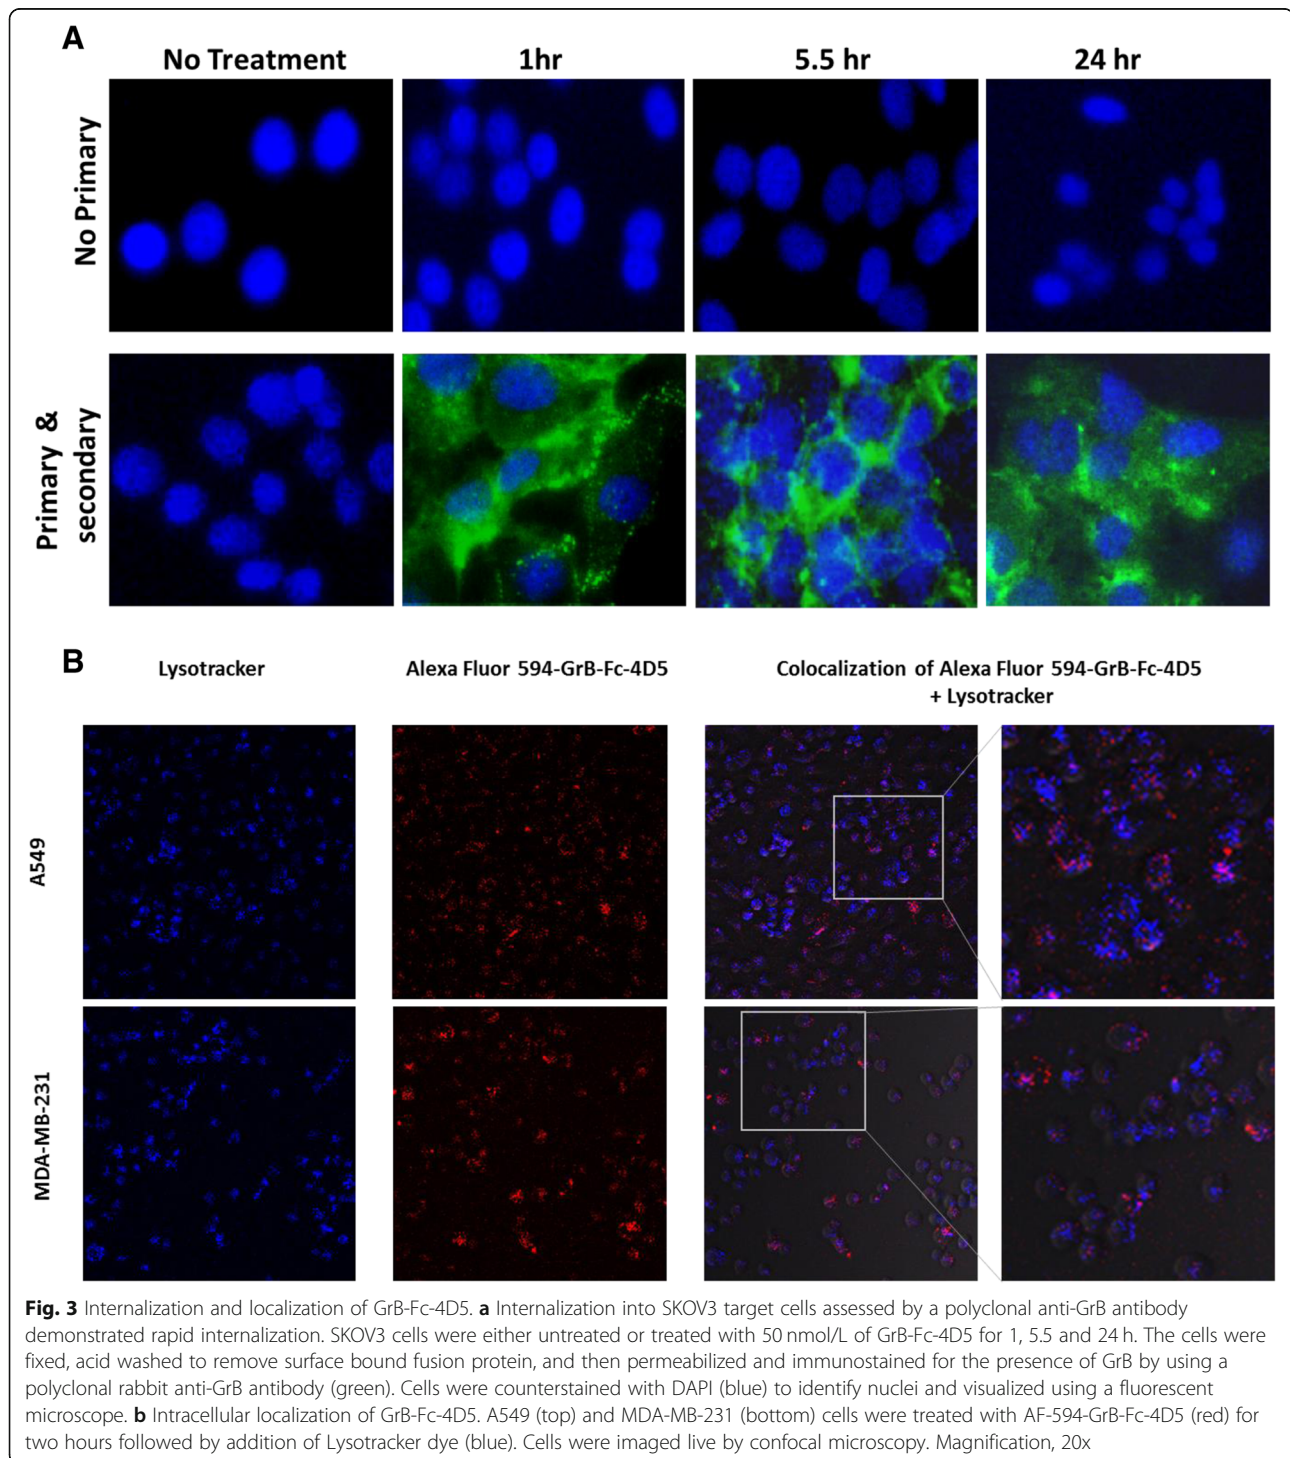 A
No Treatment
1hr
5.5 hr
24 hr
No Primary
Primary &
secondary
B
Lysotracker
Alexa Fluor 594-GrB-Fc-4D5
Colocalization of Alexa Fluor 594-GrB-Fc-4D5
+ Lysotracker
A549
MDA-MB-231
Fig. 3 Internalization and localization of GrB-Fc-4D5. a Internalization into SKOV3 target cells assessed by a polyclonal anti-GrB antibody
demonstrated rapid internalization. SKOV3 cells were either untreated or treated with 50 nmol/L of GrB-Fc-4D5 for 1, 5.5 and 24 h. The cells were
fixed, acid washed to remove surface bound fusion protein, and then permeabilized and immunostained for the presence of GrB by using a
polyclonal rabbit anti-GrB antibody (green). Cells were counterstained with DAPI (blue) to identify nuclei and visualized using a fluorescent
microscope. b Intracellular localization of GrB-Fc-4D5. A549 (top) and MDA-MB-231 (bottom) cells were treated with AF-594-GrB-Fc-4D5 (red) for
two hours followed by addition of Lysotracker dye (blue). Cells were imaged live by confocal microscopy. Magnification, 20x